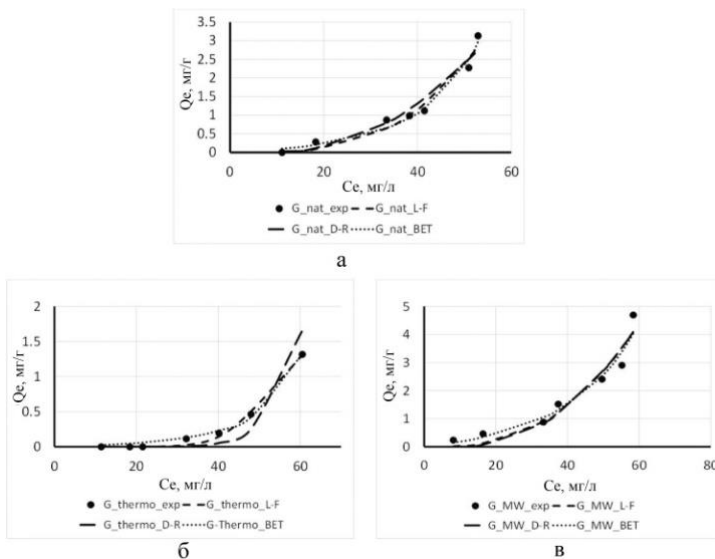 3.5
3
2.5
2
1.5
1
0.5
0
Qe, мг/г
0 20 40 60
Ce, мг/л
G_nat_exp G_nat_L-F
G_nat_D-R G_nat_BET
а
2
1.5
1
0.5
0
Qe, мг/г
0 20 40 60
Ce, мг/л
G_thermo_exp G_thermo_L-F
G_thermo_D-R G-Thermo_BET
б
5
4
3
2
1
0
Qe, мг/г
0 20 40 60 80
Ce, мг/л
G_MW_exp G_MW_L-F
G_MW_D-R G_MW_BET
в